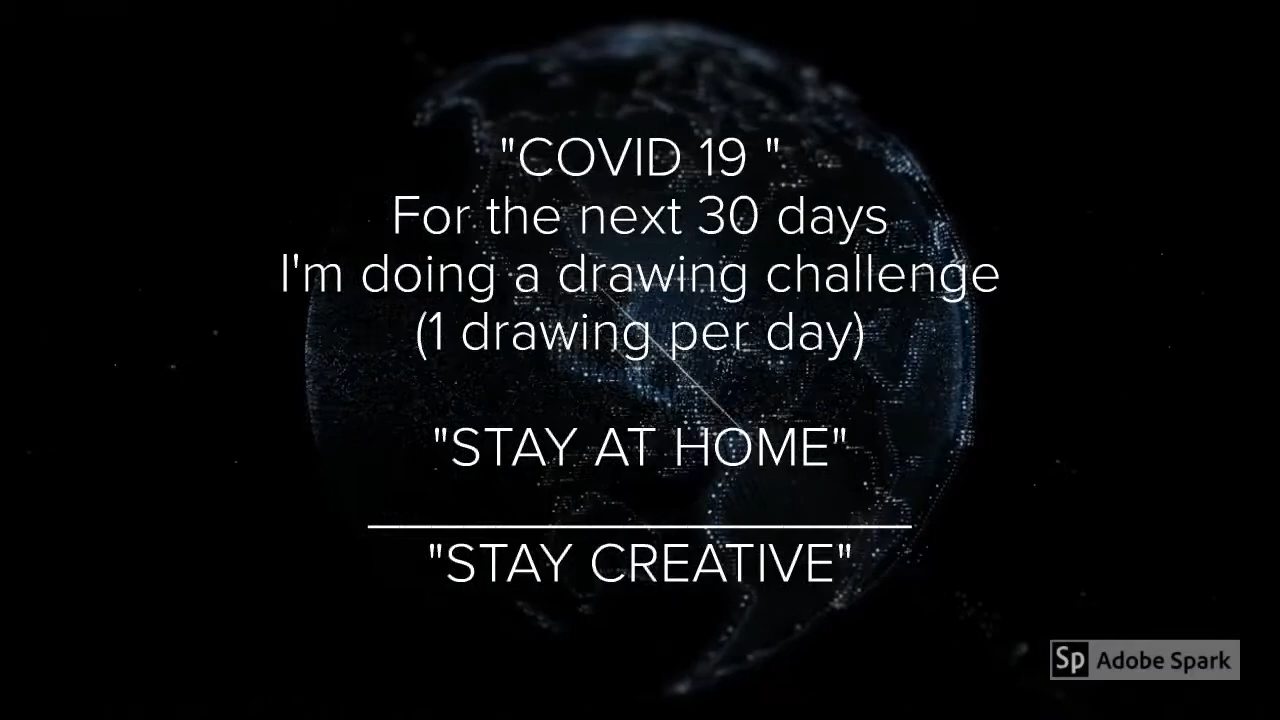 "COVID 19 "
For the next 30 days
I'm doing a drawing challenge
(1 drawing per day)
"STAY AT HOME"
"STAY CREATIVE"
Sp Adobe Spark